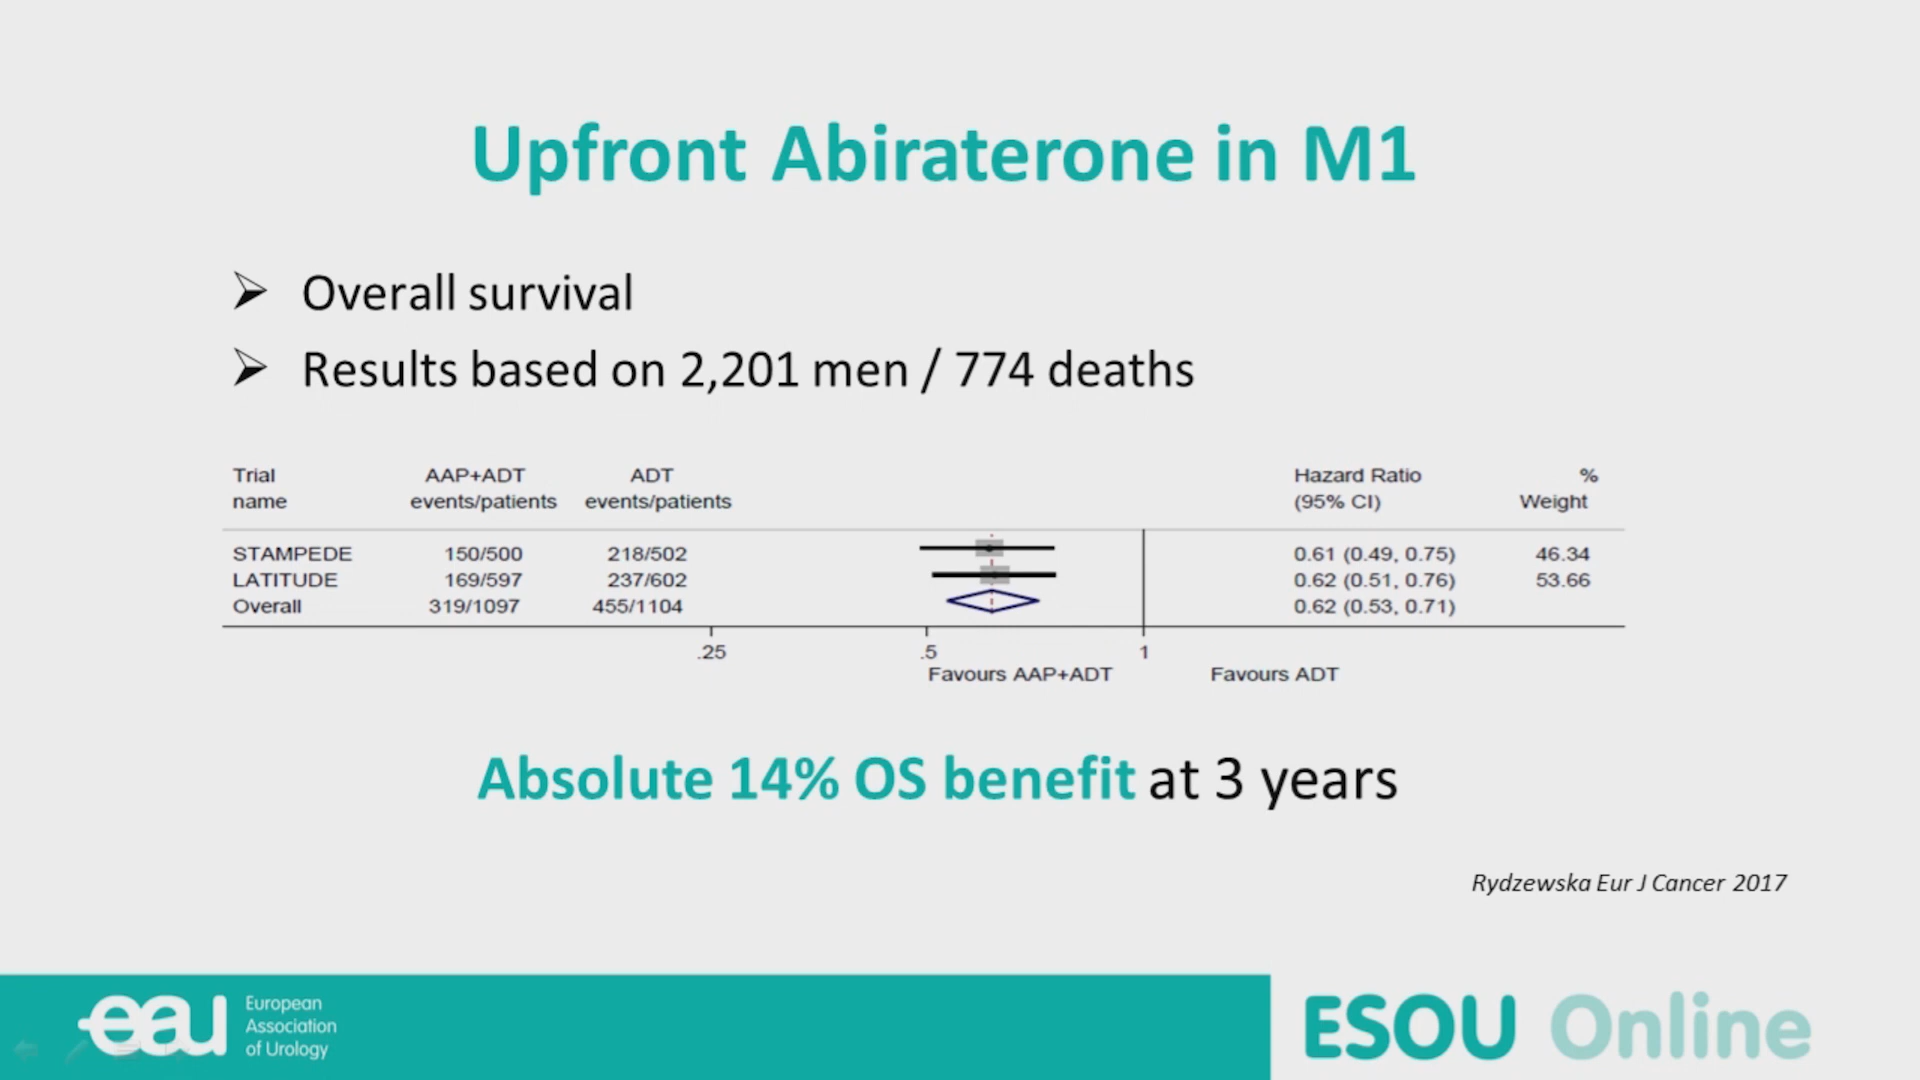 Upfront Abiraterone in M1
Overall survival
Results based on 2,201 men / 774 deaths
Trial name AAP+ADT events/patients ADT events/patients Hazard Ratio (95% CI) % Weight
STAMPEDE 150/500 218/502 0.61 (0.49, 0.75) 46.34
LATITUDE 169/597 237/602 0.62 (0.51, 0.76) 53.66
Overall 319/1097 455/1104 0.62 (0.53, 0.71)
.25 .5 1
Favours AAP+ADT Favours ADT
Absolute 14% OS benefit at 3 years
Rydzewska Eur J Cancer 2017
eau European
Association
of Urology
ESOU Online